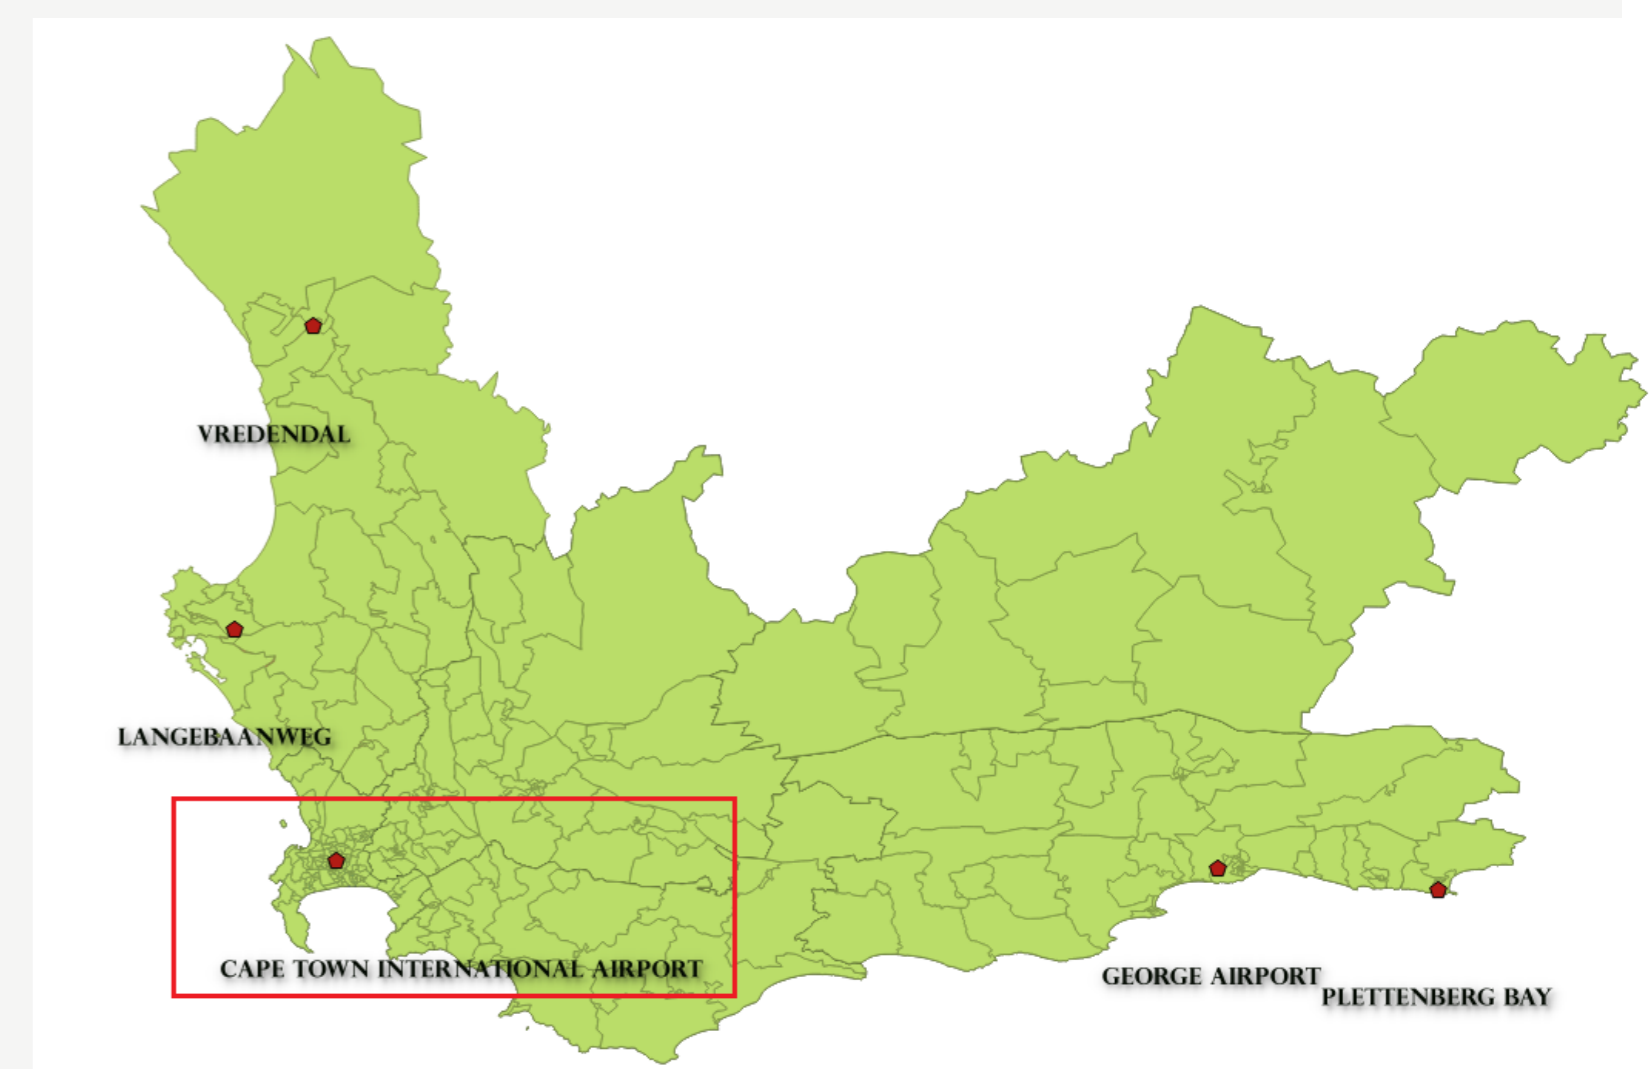 VREDENDAL
LANGEBAANWEG
CAPE TOWN INTERNATIONAL AIRPORT
GEORGE AIRPORT
PLETTENBERG BAY